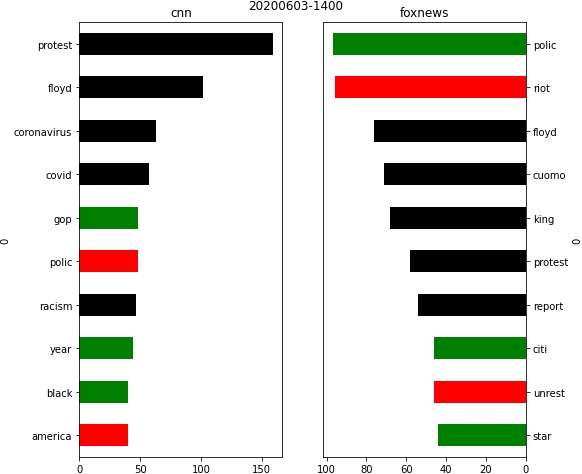 20200603-1400
cnn
foxnews
protest
floyd
coronavirus
covid
gop
polic
racism
year
black
america
0
0 50 100 150
polic
riot
floyd
cuomo
king
protest
report
citi
unrest
star
0
100 80 60 40 20 0